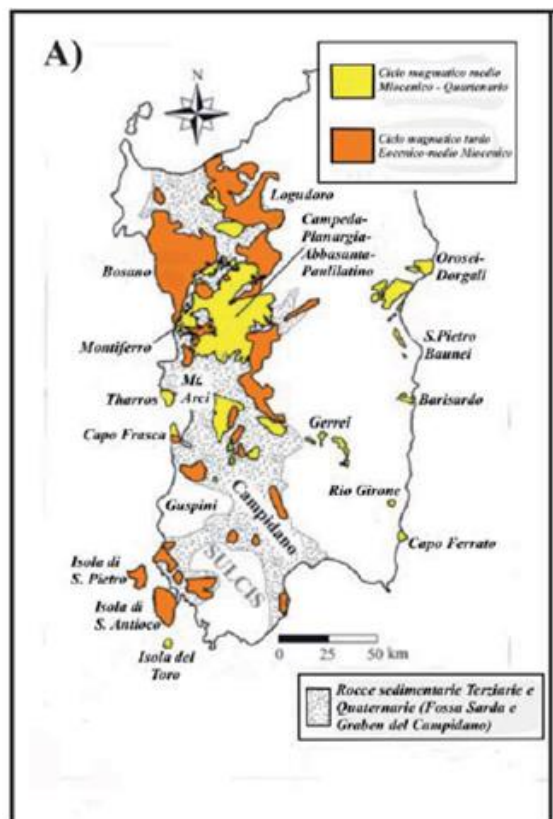 A)
Ciclo magmatico medio
Miocenico - Quaternario
Ciclo magmatico tardo
Eocenico-medio Miocenico
N
Logudoro
Campeda-
Planargia-
Abbasanta-
Paulilatino
Orosei-
Dorgali
Bosano
S.Pietro
Baunei
Montiferro
Mt.
Arci
Barisardo
Tharros
Capo Frasca
Gerrei
Rio Girone
Guspini
Campidano
Capo Ferrato
SULCIS
Isola di
S. Pietro
Isola di
S. Antioco
Isola del
Toro
0 25 50 km
Rocce sedimentarie Terziarie e
Quaternarie (Fossa Sarda e
Graben del Campidano)